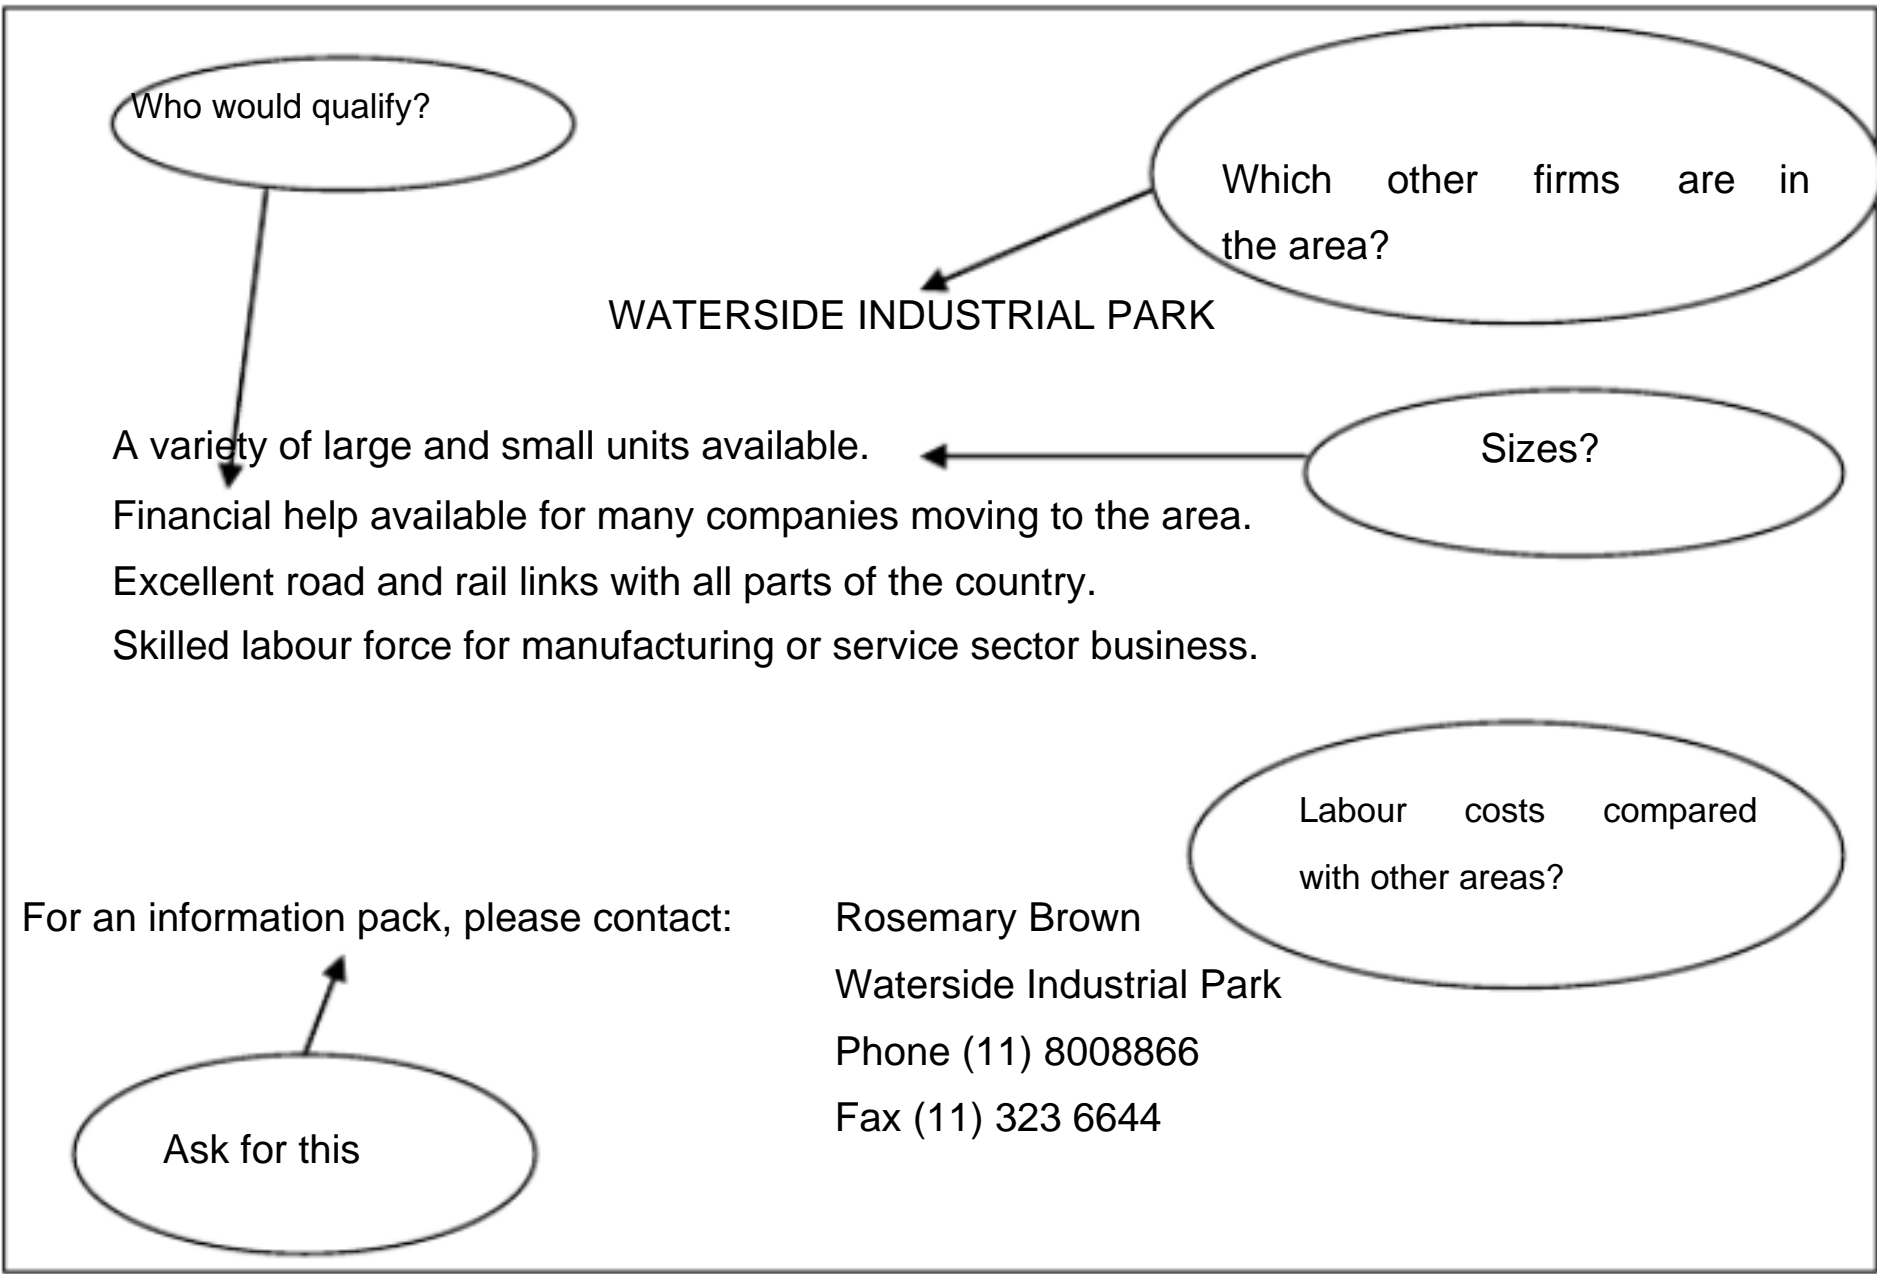 Who would qualify?
Which other firms are in
the area?
WATERSIDE INDUSTRIAL PARK
A variety of large and small units available.
Sizes?
Financial help available for many companies moving to the area.
Excellent road and rail links with all parts of the country.
Skilled labour force for manufacturing or service sector business.
Labour costs compared
with other areas?
For an information pack, please contact:
Rosemary Brown
Waterside Industrial Park
Phone (11) 8008866
Fax (11) 323 6644
Ask for this